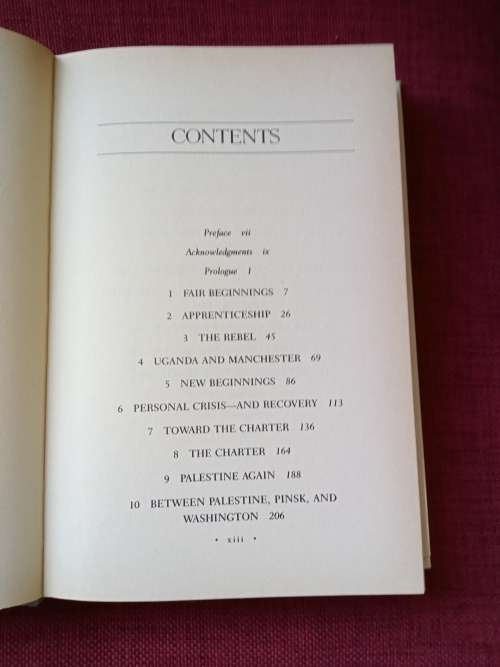 CONTENTS
Preface vii
Acknowledgments ix
Prologue 1
1 FAIR BEGINNINGS 7
2 APPRENTICESHIP 26
3 THE REBEL 45
4 UGANDA AND MANCHESTER 69
5 NEW BEGINNINGS 86
6 PERSONAL CRISIS—AND RECOVERY 113
7 TOWARD THE CHARTER 136
8 THE CHARTER 164
9 PALESTINE AGAIN 188
10 BETWEEN PALESTINE, PINSK, AND
WASHINGTON 206
• xiii •